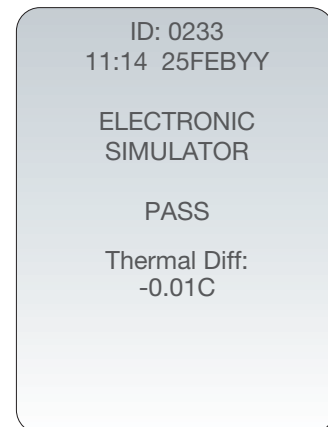 ID: 0233
11:14 25FEBYY
ELECTRONIC
SIMULATOR
PASS
Thermal Diff:
-0.01C